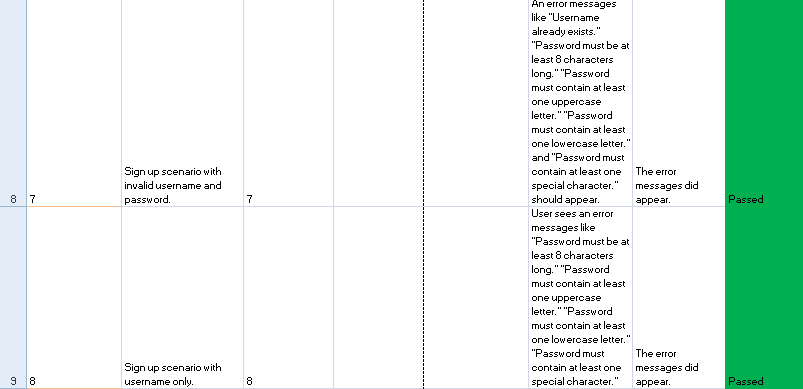 An error messages
like "Username
already exists."
"Password must be at
least 8 characters
long." "Password
must contain at least
one uppercase
letter." "Password
must contain at least
one lowercase letter."
and "Password must
contain at least one
special character."
should appear.
8
7
Sign up scenario with
invalid username and
password.
7
The error
messages did
appear.
Passed
User sees an error
messages like
"Password must be at
least 8 characters
long." "Password
must contain at least
one uppercase
letter." "Password
must contain at least
one lowercase letter."
"Password must
contain at least one
special character."
9
8
Sign up scenario with
username only.
8
The error
messages did
appear.
Passed